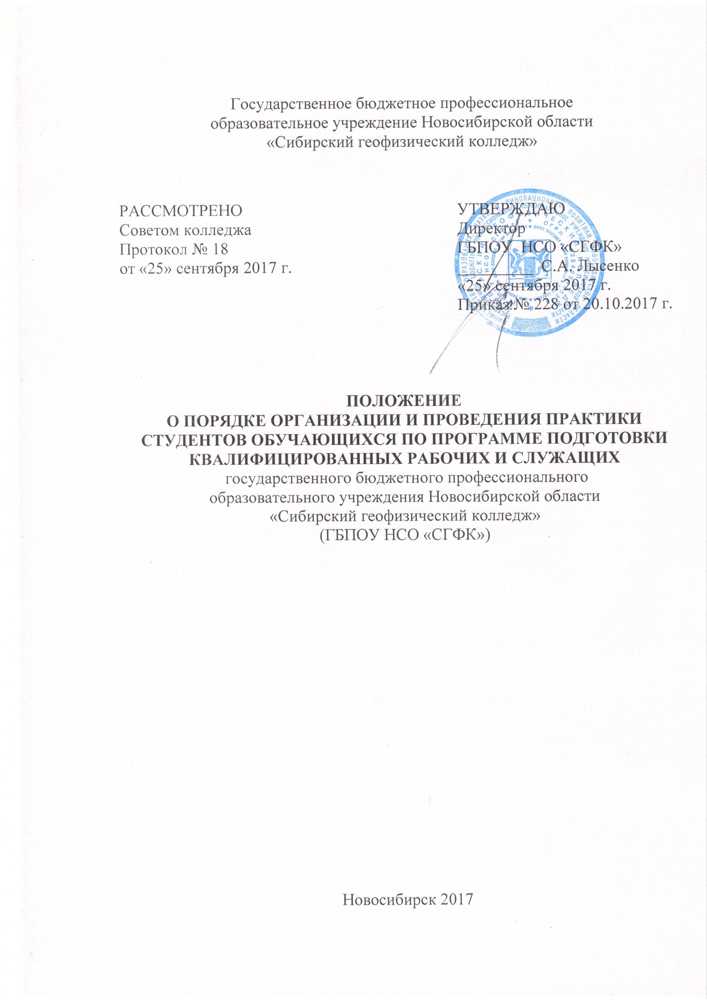 Государственное бюджетное профессиональное
образовательное учреждение Новосибирской области
«Сибирский геофизический колледж»
РАССМОТРЕНО
Советом колледжа
Протокол № 18
от «25» сентября 2017 г.
УТВЕРЖДАЮ
Директор
ГБПОУ НСО «СГФК»
__________ С.А. Лысенко
«25» сентября 2017 г.
Приказ № 228 от 20.10.2017 г.
ПОЛОЖЕНИЕ
О ПОРЯДКЕ ОРГАНИЗАЦИИ И ПРОВЕДЕНИЯ ПРАКТИКИ
СТУДЕНТОВ ОБУЧАЮЩИХСЯ ПО ПРОГРАММЕ ПОДГОТОВКИ
КВАЛИФИЦИРОВАННЫХ РАБОЧИХ И СЛУЖАЩИХ
государственного бюджетного профессионального
образовательного учреждения Новосибирской области
«Сибирский геофизический колледж»
(ГБПОУ НСО «СГФК»)
Новосибирск 2017